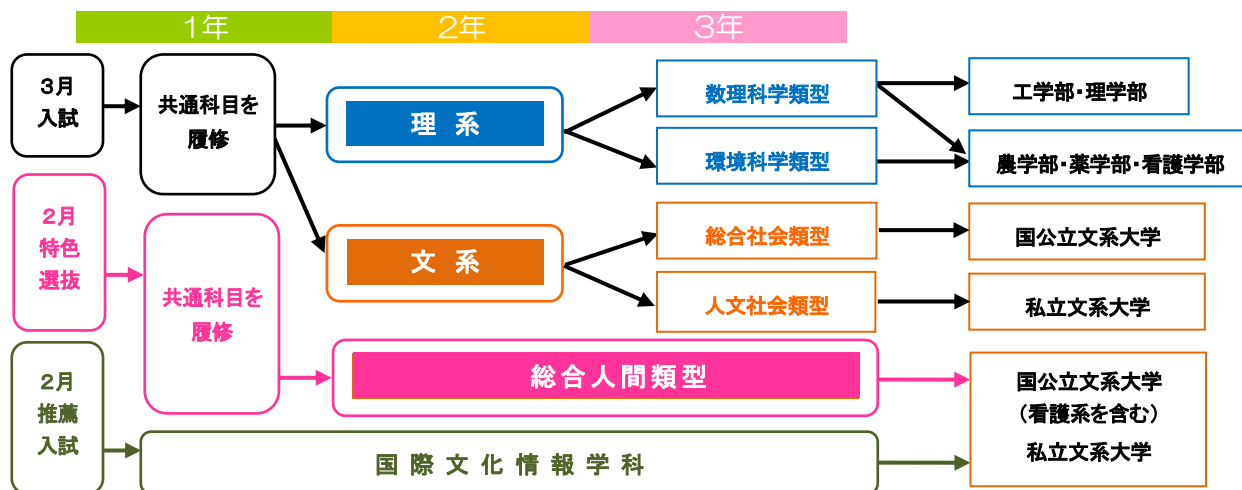 1年
2年
3年
3月
入試
共通科目を
履修
理系
数理科学類型
工学部・理学部
環境科学類型
農学部・薬学部・看護学部
文系
総合社会類型
国公立文系大学
人文社会類型
私立文系大学
2月
特色
選抜
共通科目を
履修
総合人間類型
国公立文系大学
（看護系を含む）
私立文系大学
2月
推薦
入試
国際文化情報学科